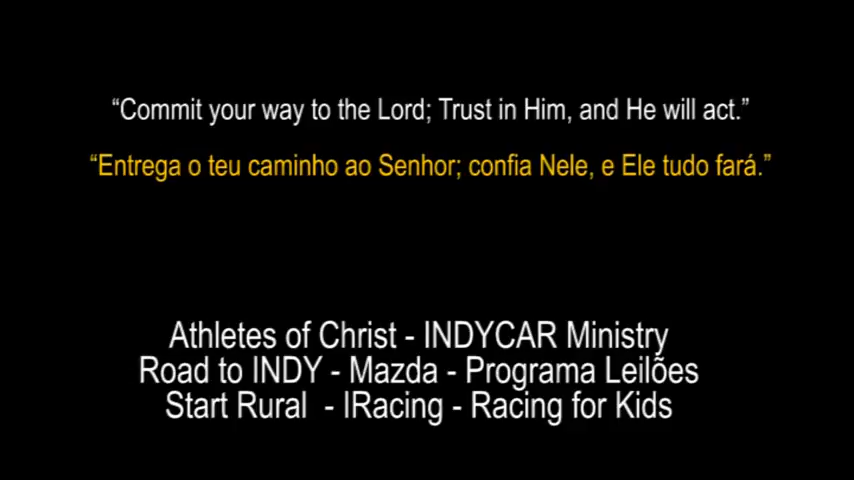 “Commit your way to the Lord; Trust in Him, and He will act.”
“Entrega o teu caminho ao Senhor; confia Nele, e Ele tudo fará.”
Athletes of Christ - INDYCAR Ministry
Road to INDY - Mazda - Programa Leilões
Start Rural - IRacing - Racing for Kids